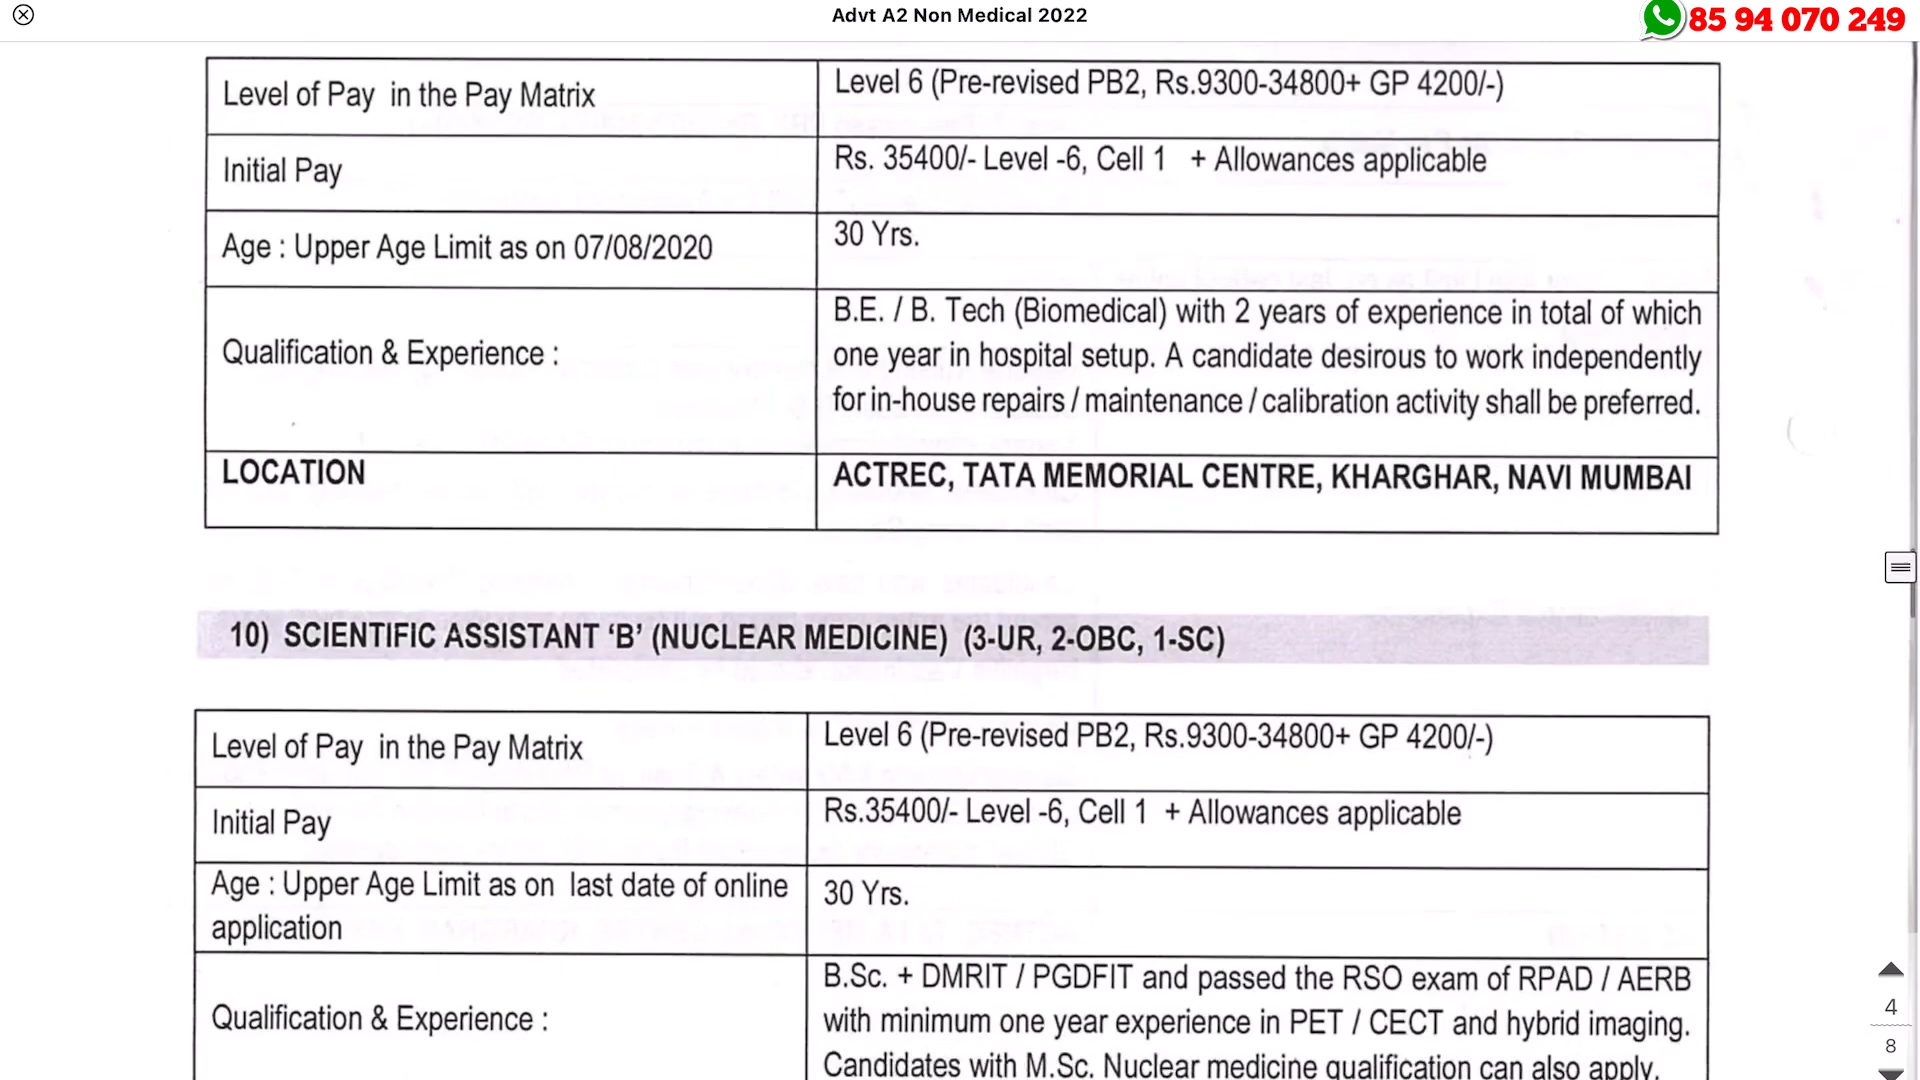 Advt A2 Non Medical 2022
85 94 070 249
Level of Pay in the Pay Matrix
Level 6 (Pre-revised PB2, Rs.9300-34800+ GP 4200/-)
Initial Pay
Rs. 35400/- Level -6, Cell 1 + Allowances applicable
Age : Upper Age Limit as on 07/08/2020
30 Yrs.
Qualification & Experience :
B.E. / B. Tech (Biomedical) with 2 years of experience in total of which
one year in hospital setup. A candidate desirous to work independently
for in-house repairs / maintenance / calibration activity shall be preferred.
LOCATION
ACTREC, TATA MEMORIAL CENTRE, KHARGHAR, NAVI MUMBAI
10) SCIENTIFIC ASSISTANT ‘B’ (NUCLEAR MEDICINE) (3-UR, 2-OBC, 1-SC)
Level of Pay in the Pay Matrix
Level 6 (Pre-revised PB2, Rs.9300-34800+ GP 4200/-)
Initial Pay
Rs.35400/- Level -6, Cell 1 + Allowances applicable
Age : Upper Age Limit as on last date of online
application
30 Yrs.
Qualification & Experience :
B.Sc. + DMRIT / PGDFIT and passed the RSO exam of RPAD / AERB
with minimum one year experience in PET / CECT and hybrid imaging.
Candidates with M.Sc. Nuclear medicine qualification can also apply.
4
8